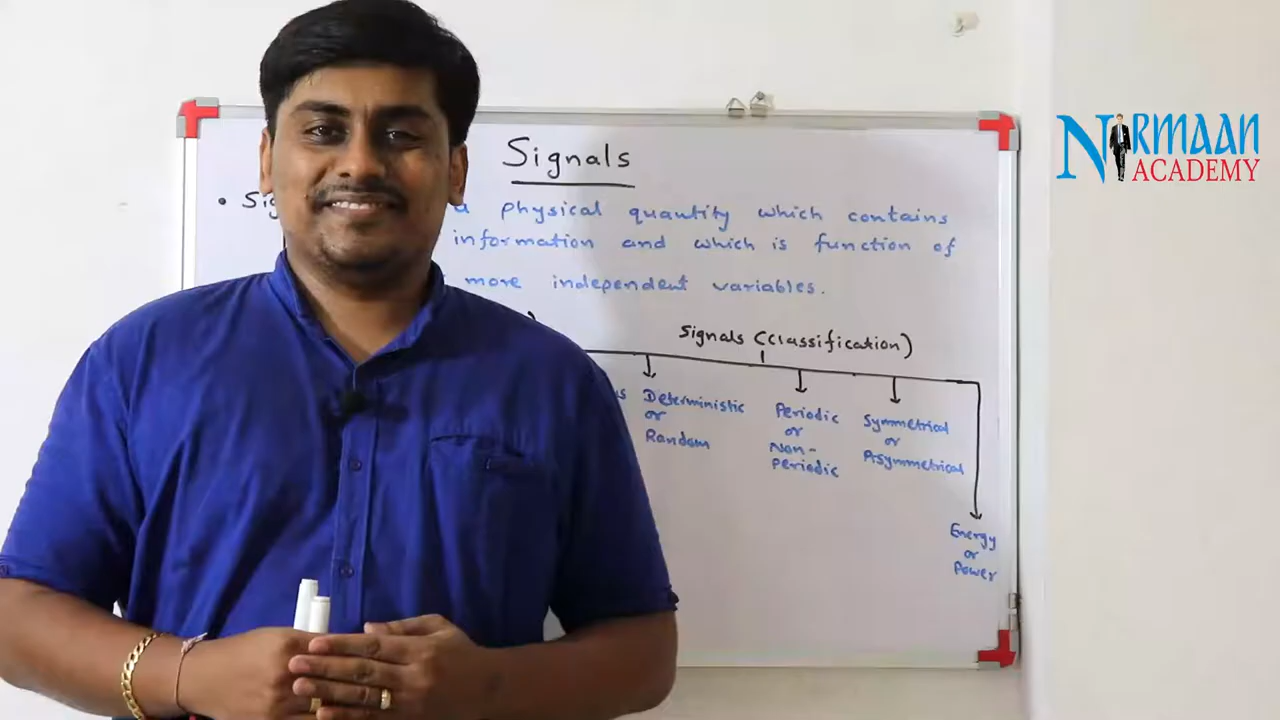 NIRMAAN
ACADEMY
Signals
• Sig
a physical quantity which contains
information and which is function of
more independent variables.
Signals (classification)
Deterministic
or
Random
Periodic
or
Non-
Periodic
Symmetrical
or
Asymmetrical
Energy
or
Power